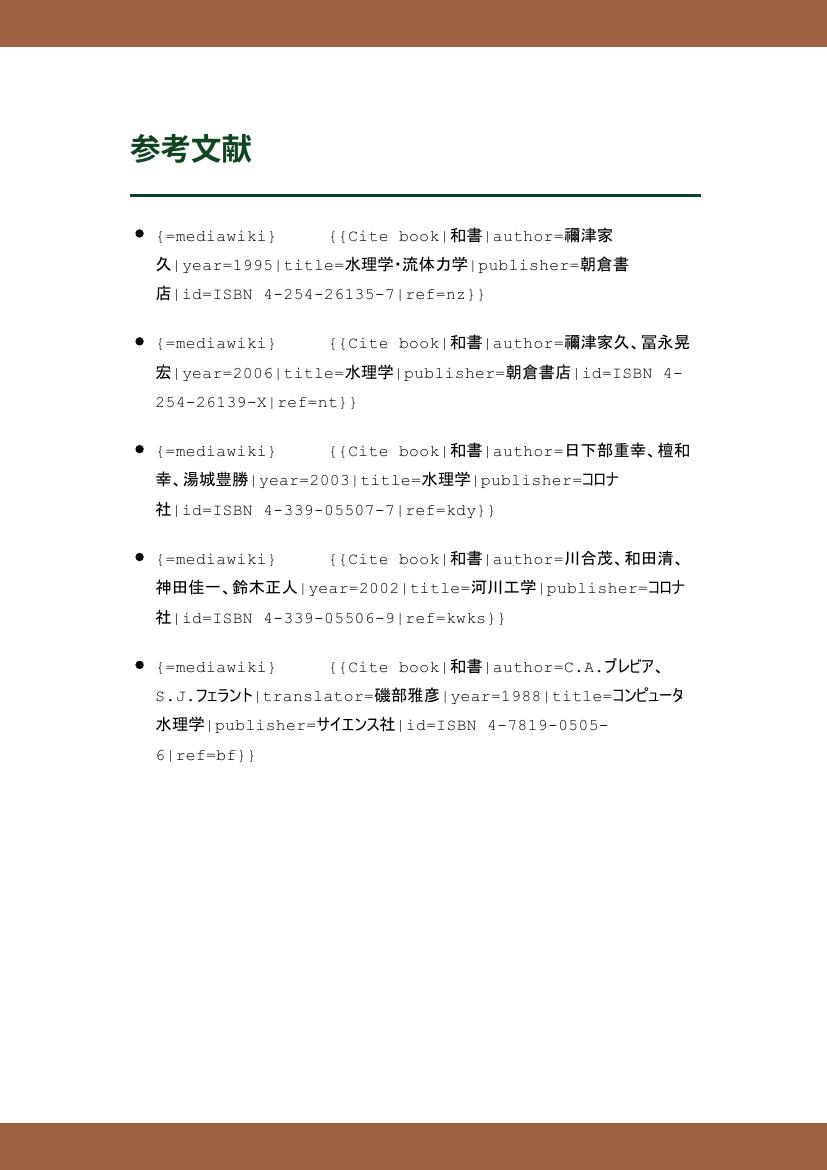 参考文献
{=mediawiki} {{Cite book|和書|author=禰津家
久|year=1995|title=水理学・流体力学|publisher=朝倉書
店|id=ISBN 4-254-26135-7|ref=nz}}
{=mediawiki} {{Cite book|和書|author=禰津家久、冨永晃
宏|year=2006|title=水理学|publisher=朝倉書店|id=ISBN 4-
254-26139-X|ref=nt}}
{=mediawiki} {{Cite book|和書|author=日下部重幸、檀和
幸、湯城豊勝|year=2003|title=水理学|publisher=コロナ
社|id=ISBN 4-339-05507-7|ref=kdy}}
{=mediawiki} {{Cite book|和書|author=川合茂、和田清、
神田佳一、鈴木正人|year=2002|title=河川工学|publisher=コロナ
社|id=ISBN 4-339-05506-9|ref=kwks}}
{=mediawiki} {{Cite book|和書|author=C.A.ブレビア、
S.J.フェラント|translator=磯部雅彦|year=1988|title=コンピュータ
水理学|publisher=サイエンス社|id=ISBN 4-7819-0505-
6|ref=bf}}